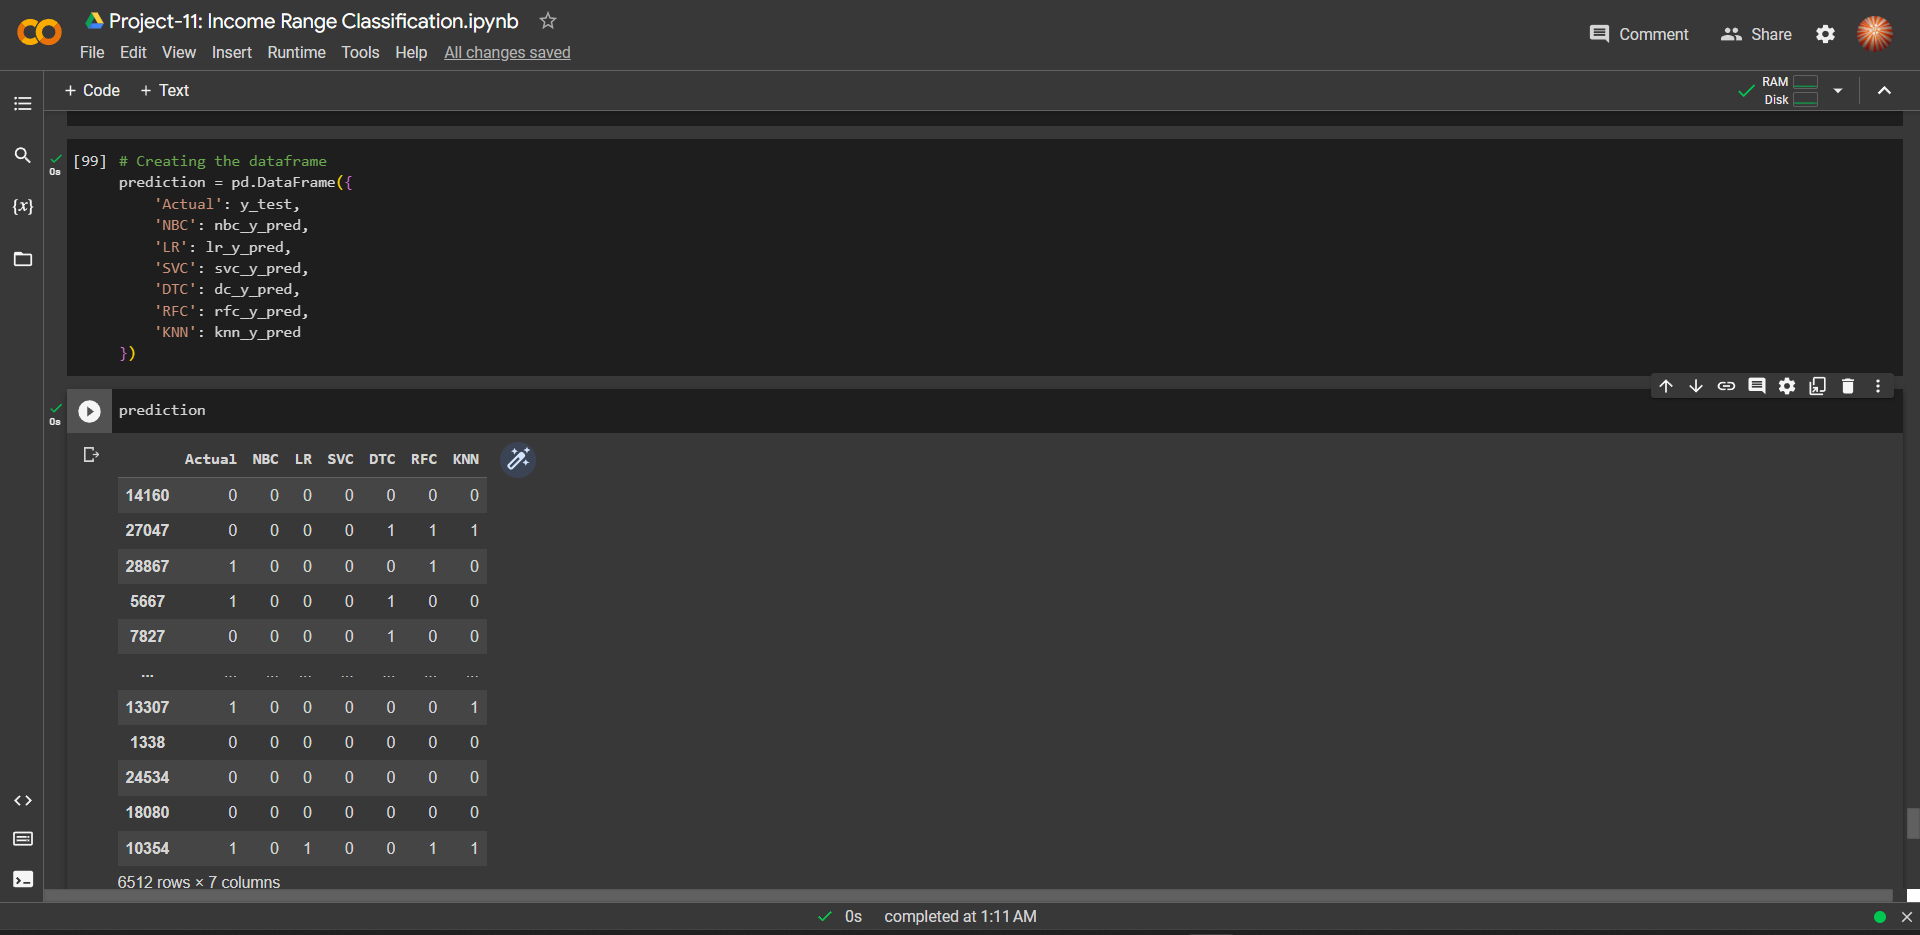 Project-11: Income Range Classification.ipynb
File Edit View Insert Runtime Tools Help All changes saved
Comment Share
+ Code + Text
RAM
Disk
[99] # Creating the dataframe
0s
prediction = pd.DataFrame({
'Actual': y_test,
'NBC': nbc_y_pred,
'LR': lr_y_pred,
'SVC': svc_y_pred,
'DTC': dc_y_pred,
'RFC': rfc_y_pred,
'KNN': knn_y_pred
})
prediction
0s
Actual NBC LR SVC DTC RFC KNN
14160 0 0 0 0 0 0 0
27047 0 0 0 0 1 1 1
28867 1 0 0 0 0 1 0
5667 1 0 0 0 1 0 0
7827 0 0 0 0 1 0 0
... ... ... ... ... ... ... ...
13307 1 0 0 0 0 0 1
1338 0 0 0 0 0 0 0
24534 0 0 0 0 0 0 0
18080 0 0 0 0 0 0 0
10354 1 0 1 0 0 1 1
6512 rows × 7 columns
0s completed at 1:11 AM